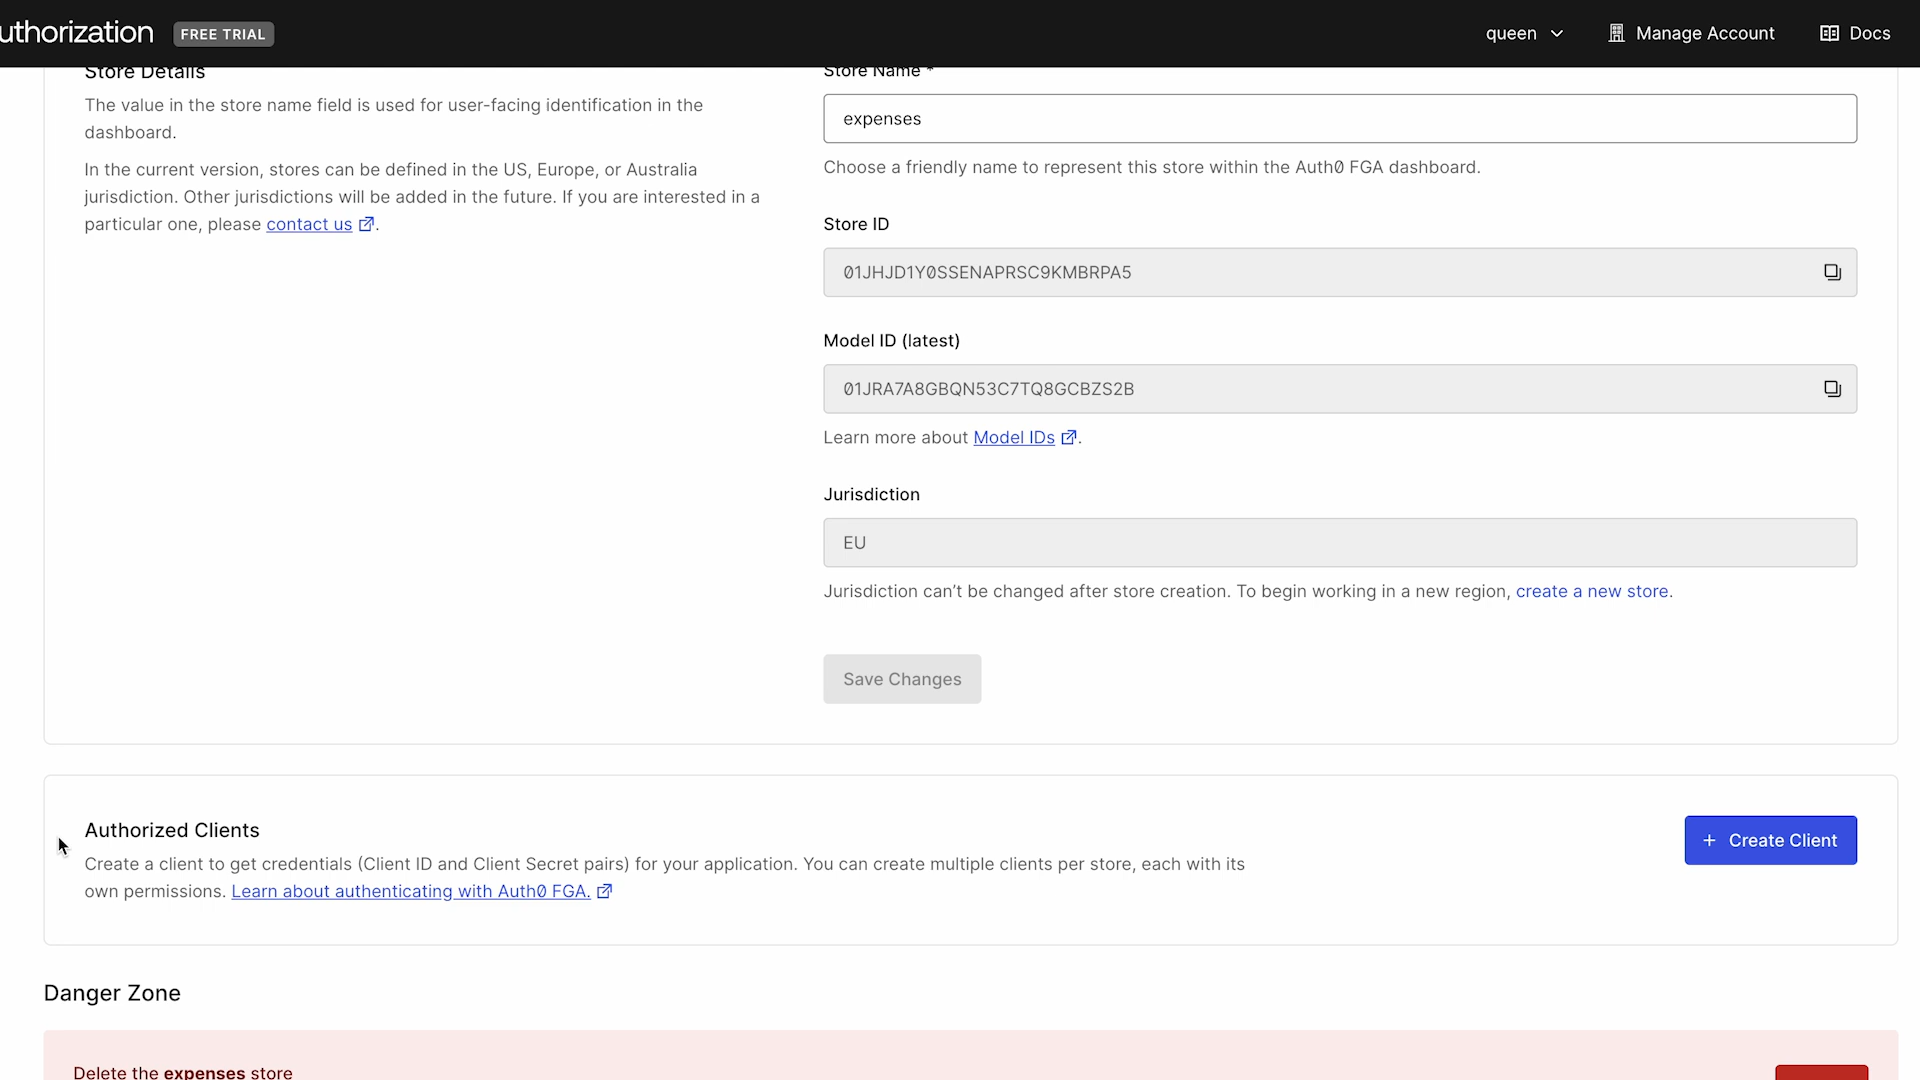 uthorization FREE TRIAL queen Manage Account Docs
Store Details
The value in the store name field is used for user-facing identification in the
dashboard.
In the current version, stores can be defined in the US, Europe, or Australia
jurisdiction. Other jurisdictions will be added in the future. If you are interested in a
particular one, please contact us.
Store Name *
expenses
Choose a friendly name to represent this store within the Auth0 FGA dashboard.
Store ID
01JHJD1Y0SSENAPRSC9KMBRPA5
Model ID (latest)
01JRA7A8GBQN53C7TQ8GCBZS2B
Learn more about Model IDs.
Jurisdiction
EU
Jurisdiction can’t be changed after store creation. To begin working in a new region, create a new store.
Save Changes
Authorized Clients
Create a client to get credentials (Client ID and Client Secret pairs) for your application. You can create multiple clients per store, each with its
own permissions. Learn about authenticating with Auth0 FGA.
+ Create Client
Danger Zone
Delete the expenses store